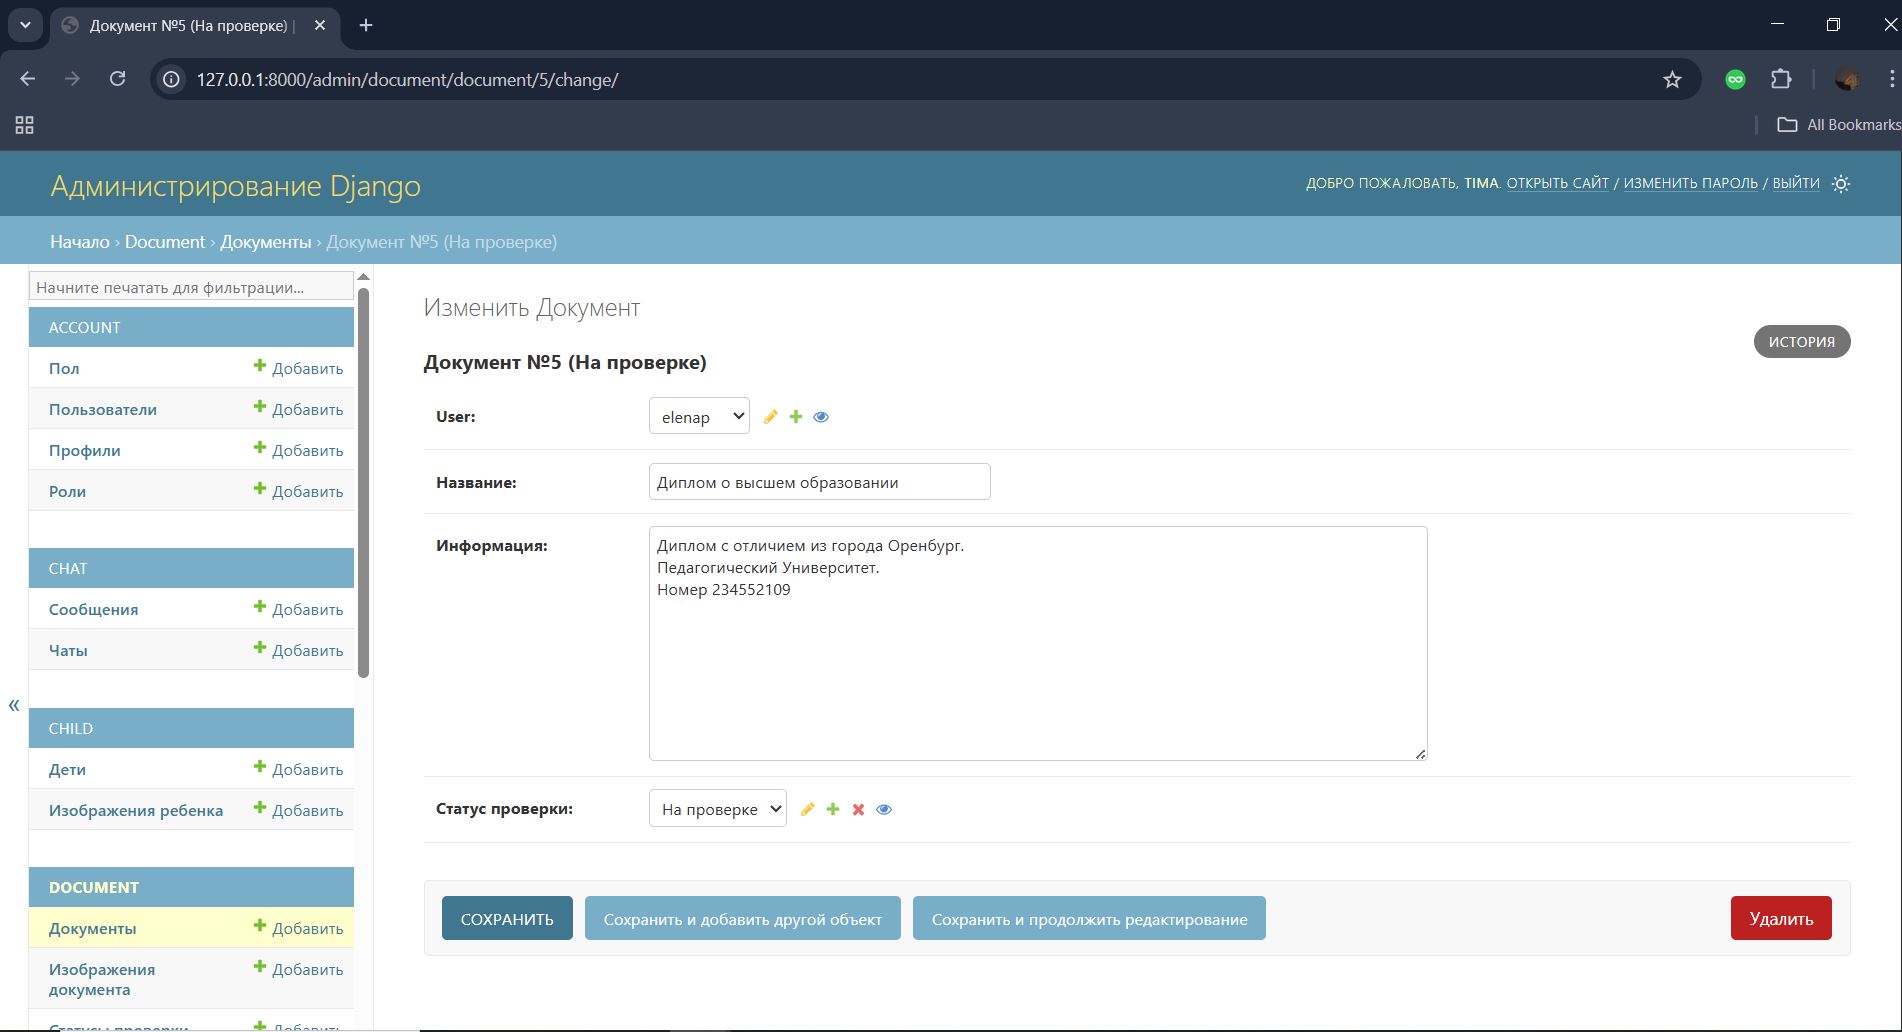 Документ №5 (На проверке) |
127.0.0.1:8000/admin/document/document/5/change/
All Bookmarks
Администрирование Django
ДОБРО ПОЖАЛОВАТЬ, TIMA. ОТКРЫТЬ САЙТ / ИЗМЕНИТЬ ПАРОЛЬ / ВЫЙТИ
Начало › Document › Документы › Документ №5 (На проверке)
Начните печатать для фильтрации...
ACCOUNT
Пол Добавить
Пользователи Добавить
Профили Добавить
Роли Добавить
CHAT
Сообщения Добавить
Чаты Добавить
CHILD
Дети Добавить
Изображения ребенка Добавить
DOCUMENT
Документы Добавить
Изображения документа Добавить
Статусы проверки Добавить
«
Изменить Документ
ИСТОРИЯ
Документ №5 (На проверке)
User: elenap
Название: Диплом о высшем образовании
Информация: Диплом с отличием из города Оренбург.
Педагогический Университет.
Номер 234552109
Статус проверки: На проверке
СОХРАНИТЬ Сохранить и добавить другой объект Сохранить и продолжить редактирование Удалить